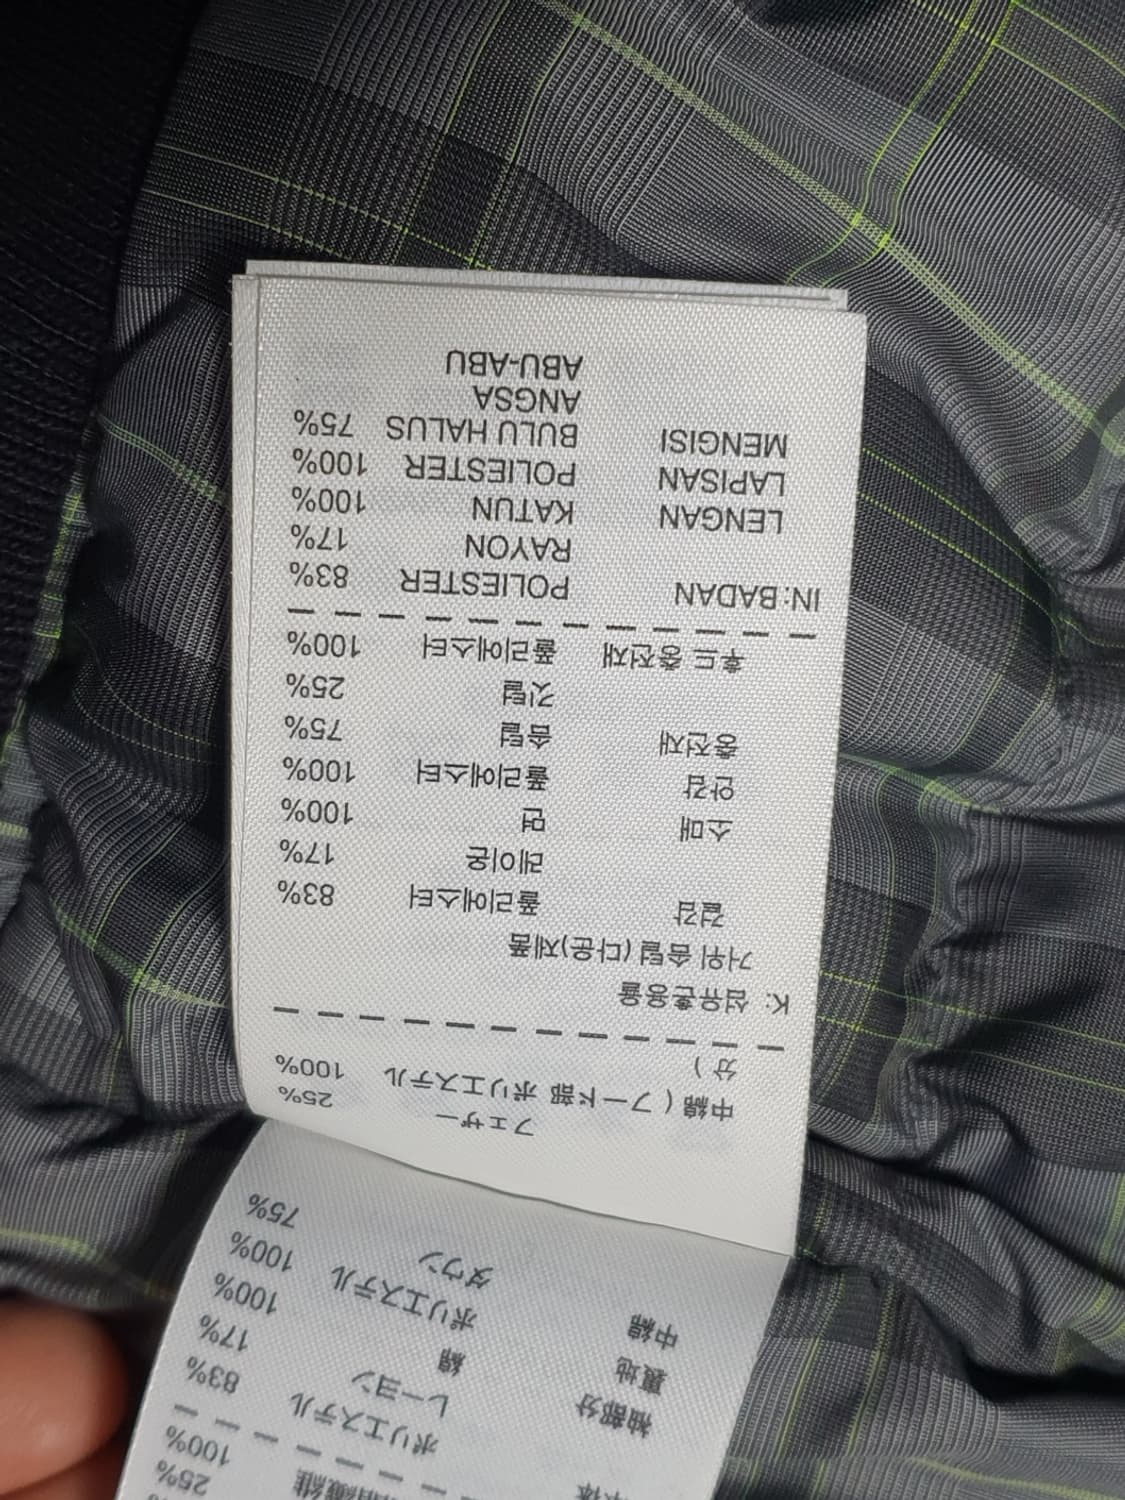 100%
25%
ポリエステル 83%
レーヨン 17%
袖部分 綿 100%
裏地 ポリエステル 100%
中綿 ダウン 75%
フェザー 25%
中綿 ( フード部 ポリエステル 100%
分 )
K: 섬유혼용율
거위 솜털 (다운)제품
겉감 폴리에스터 83%
레이온 17%
소매 면 100%
안감 폴리에스터 100%
충전재 솜털 75%
깃털 25%
후드 충전재 폴리에스터 100%
IN: BADAN POLIESTER 83%
RAYON 17%
LENGAN KATUN 100%
LAPISAN POLIESTER 100%
MENGISI BULU HALUS 75%
ANGSA
ABU-ABU